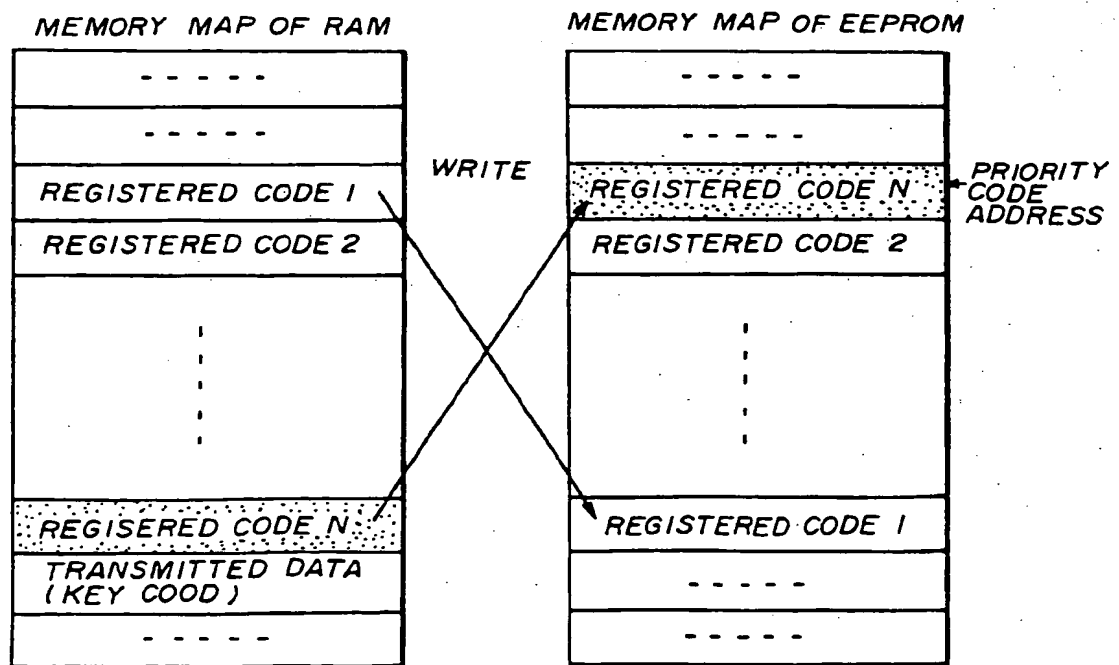 MEMORY MAP OF RAM
- - - - -
- - - - -
REGISTERED CODE 1
REGISTERED CODE 2
REGISERED CODE N
TRANSMITTED DATA
(KEY COOD)
- - - - -
WRITE
MEMORY MAP OF EEPROM
- - - - -
- - - - -
REGISTERED CODE N
REGISTERED CODE 2
REGISTERED CODE 1
- - - - -
- - - - -
PRIORITY
CODE
ADDRESS